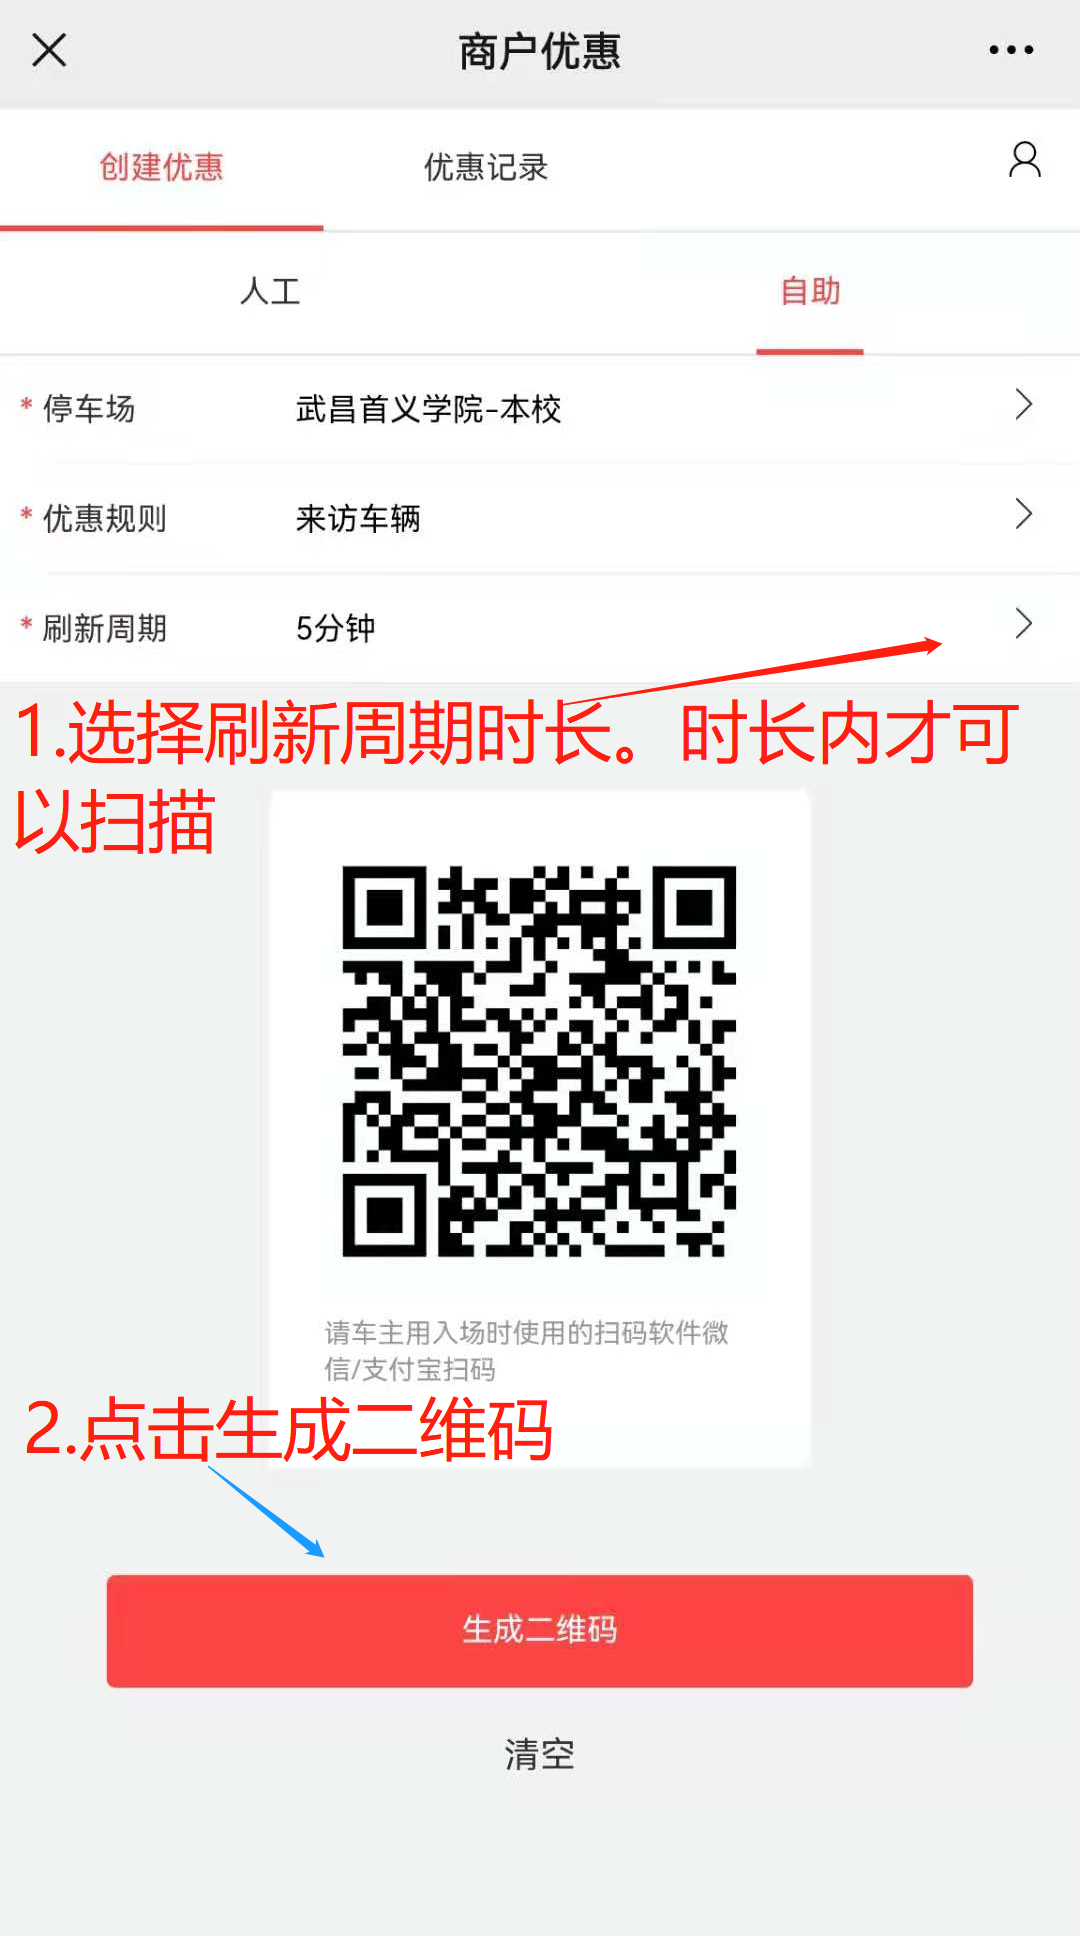 商户优惠
创建优惠 优惠记录
人工 自助
* 停车场 武昌首义学院-本校
* 优惠规则 来访车辆
* 刷新周期 5分钟
1.选择刷新周期时长。时长内才可
以扫描
请车主用入场时使用的扫码软件微
信/支付宝扫码
2.点击生成二维码
生成二维码
清空